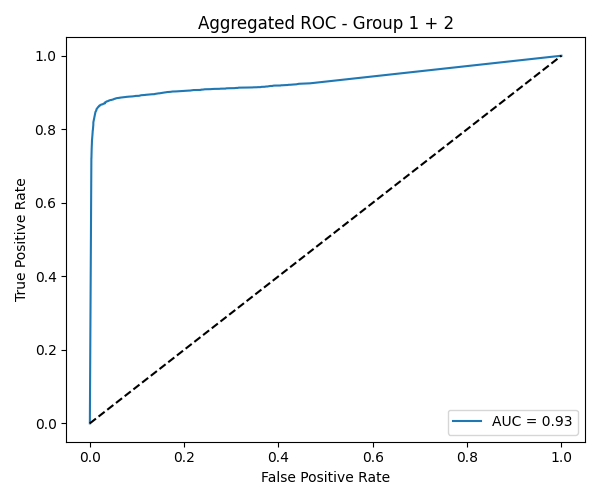 Aggregated ROC - Group 1 + 2
True Positive Rate
1.0
0.8
0.6
0.4
0.2
0.0
AUC = 0.93
0.0 0.2 0.4 0.6 0.8 1.0
False Positive Rate